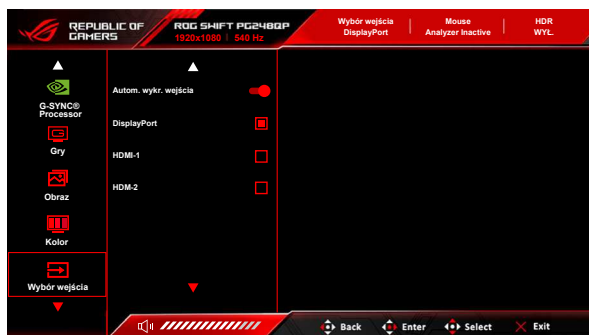 REPUBLIC OF
GAMERS
ROG SHIFT PG248QP
1920x1080 | 540 Hz
Wybór wejścia
DisplayPort
Mouse
Analyzer Inactive
HDR
WYŁ.
G-SYNC®
Processor
Gry
Obraz
Kolor
Wybór wejścia
Autom. wykr. wejścia
DisplayPort
HDMI-1
HDM-2
Back
Enter
Select
Exit